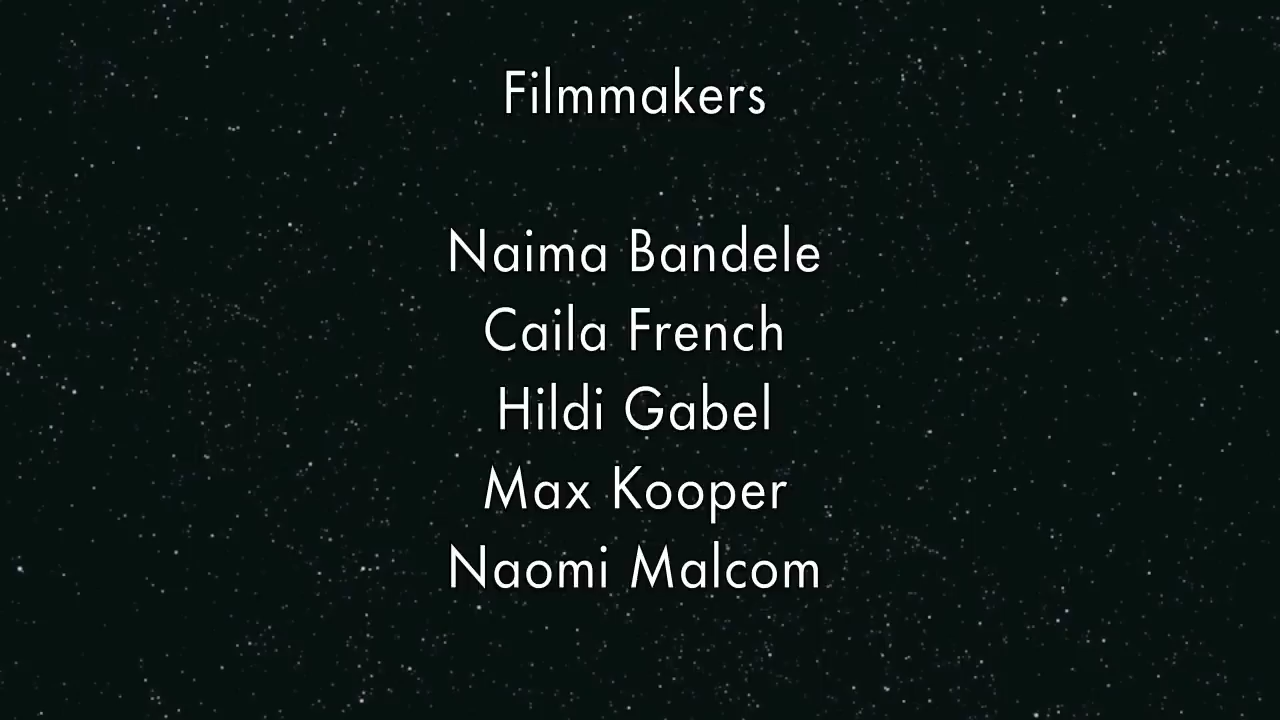 Filmmakers
Naima Bandele
Caila French
Hildi Gabel
Max Kooper
Naomi Malcom